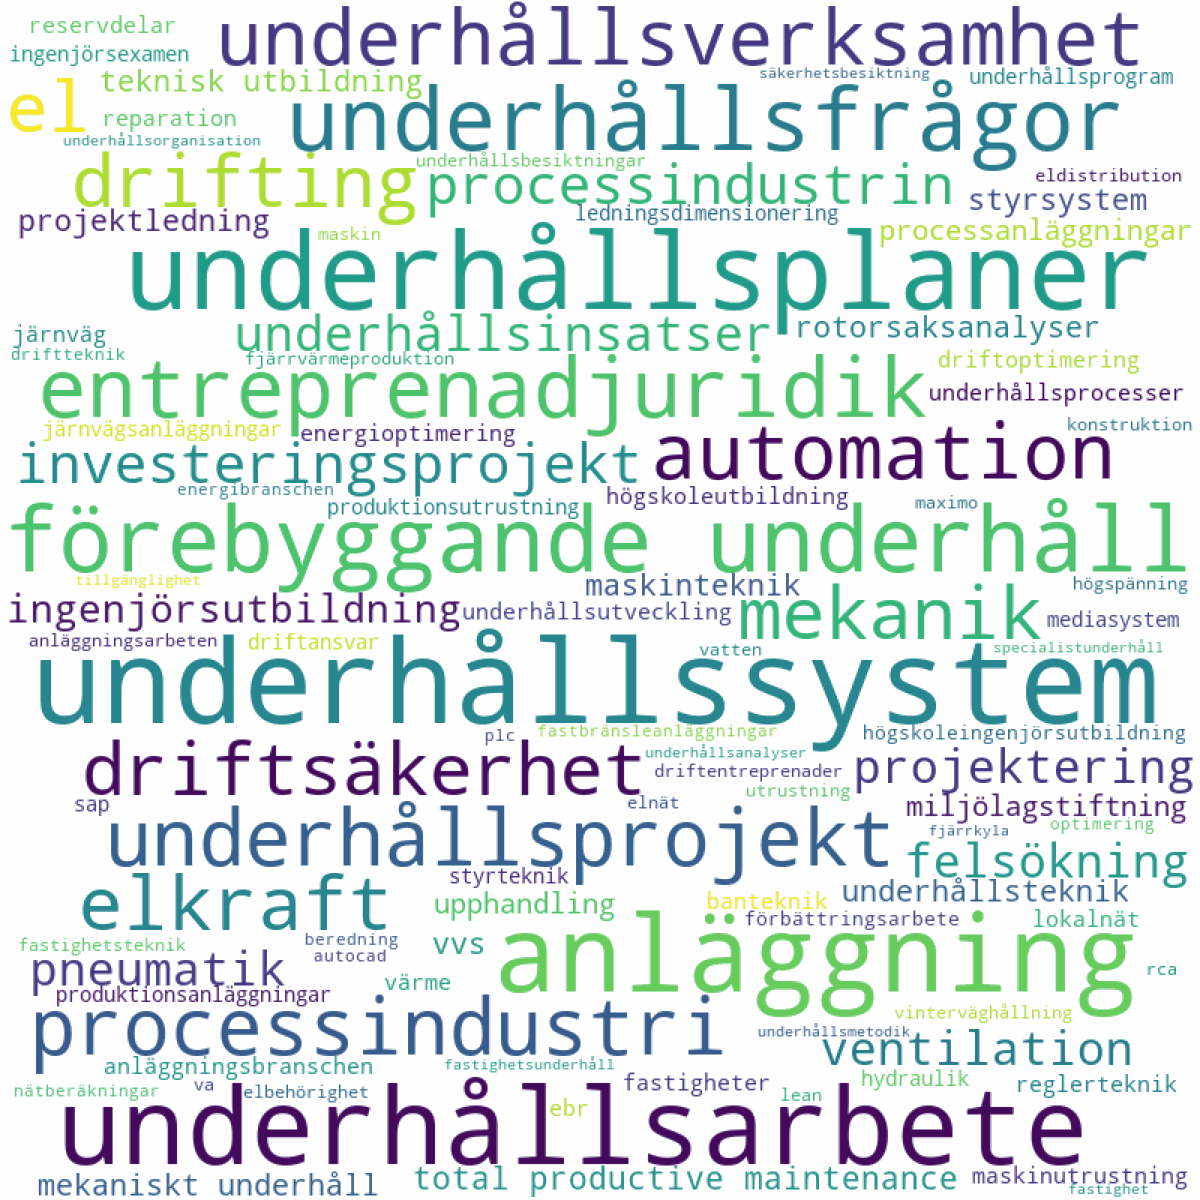 reservdelar
underhållsverksamhet
ingenjörsexamen
teknisk utbildning
säkerhetsbesiktning
underhållsprogram
el
underhållsfrågor
reparation
underhållsorganisation
drifting
underhållsbesiktningar
processindustrin
eldistribution
styrsystem
projektledning
ledningsdimensionering
maskin
processanläggningar
underhållsplaner
järnväg
underhållsinsatser
rotorsaksanalyser
driftteknik
fjärrvärmeproduktion
driftoptimering
entreprenadjuridik
underhållsprocesser
järnvägsanläggningar
energioptimering
automation
konstruktion
investeringsprojekt
energibranschen
produktionsutrustning
högskoleutbildning
maximo
förebyggande underhåll
tillgänglighet
maskinteknik
högspänning
ingenjörsutbildning
underhållsutveckling
mekanik
mediasystem
anläggningsarbeten
driftansvar
vatten
specialistunderhåll
underhållssystem
plc
fastbränsleanläggningar
högskoleingenjörsutbildning
driftsäkerhet
underhållsanalyser
driftentreprenader
projektering
utrustning
sap
elnät
miljölagstiftning
underhållsprojekt
fjärrkyla
optimering
styrteknik
felsökning
elkraft
upphandling
banteknik
underhållsteknik
förbättringsarbete
lokalnät
fastighetsteknik
beredning
vvs
anläggning
autocad
pneumatik
värme
rca
produktionsanläggningar
processindustri
vinterväghållning
underhållsmetodik
ventilation
anläggningsbranschen
fastighetsunderhåll
nätberäkningar
va
elbehörighet
fastigheter
hydraulik
reglerteknik
lean
ebr
underhållsarbete
mekaniskt underhåll
total productive maintenance
maskinutrustning
fastighet